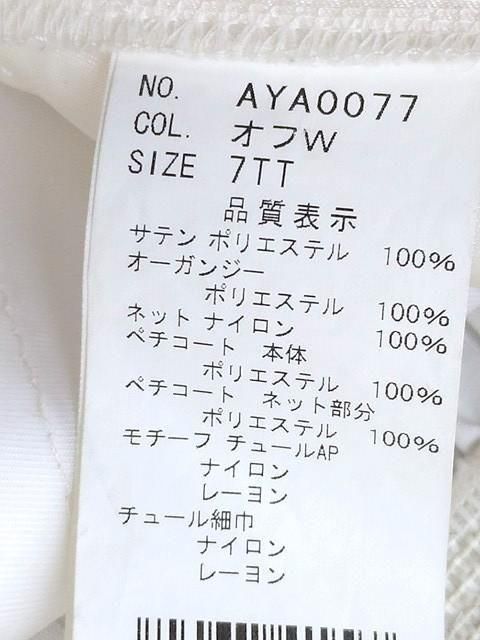 NO. AYA0077
COL. オフW
SIZE 7TT
品質表示
サテン ポリエステル 100%
オーガンジー
ポリエステル 100%
ネット ナイロン 100%
ペチコート 本体
ポリエステル 100%
ペチコート ネット部分
ポリエステル 100%
モチーフ チュールAP
ナイロン
レーヨン
チュール細巾
ナイロン
レーヨン